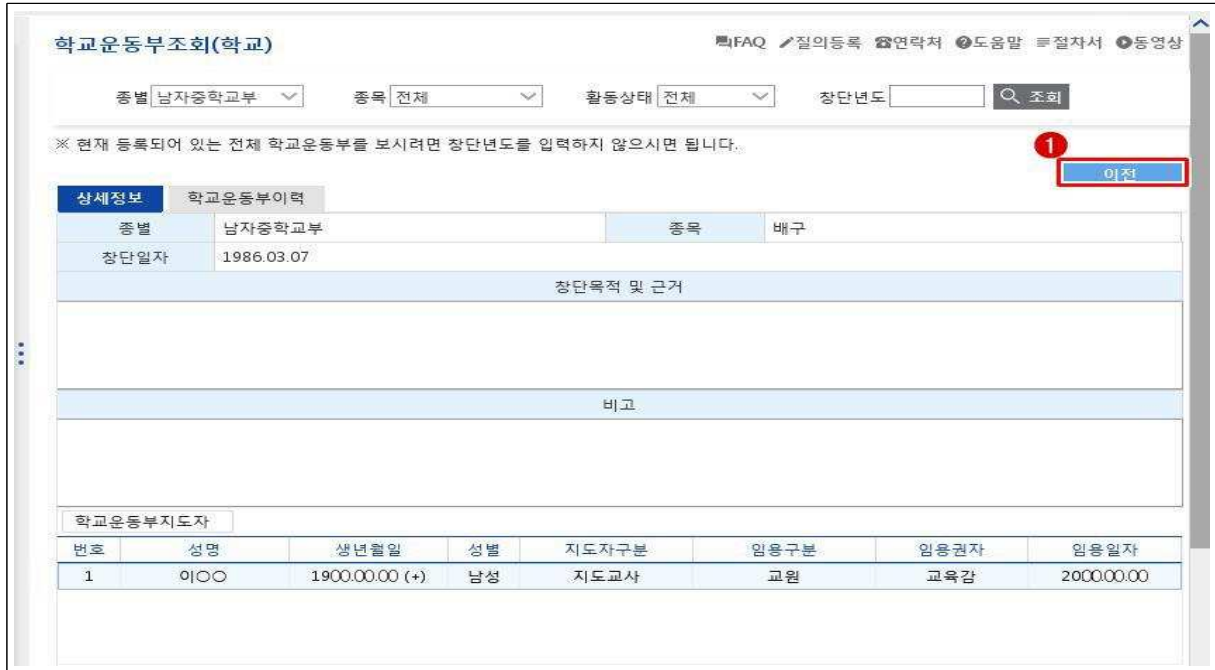 학교운동부조회(학교) FAQ 질의등록 연락처 도움말 절차서 동영상
종별 남자중학교부 종목 전체 활동상태 전체 창단년도 조회
※ 현재 등록되어 있는 전체 학교운동부를 보시려면 창단년도를 입력하지 않으시면 됩니다.
1
이전
상세정보 학교운동부이력
종별 남자중학교부 종목 배구
창단일자 1986.03.07
창단목적 및 근거
비고
학교운동부지도자
번호 성명 생년월일 성별 지도자구분 임용구분 임용권자 임용일자
1 이○○ 1900.00.00 (+) 남성 지도교사 교원 교육감 2000.00.00